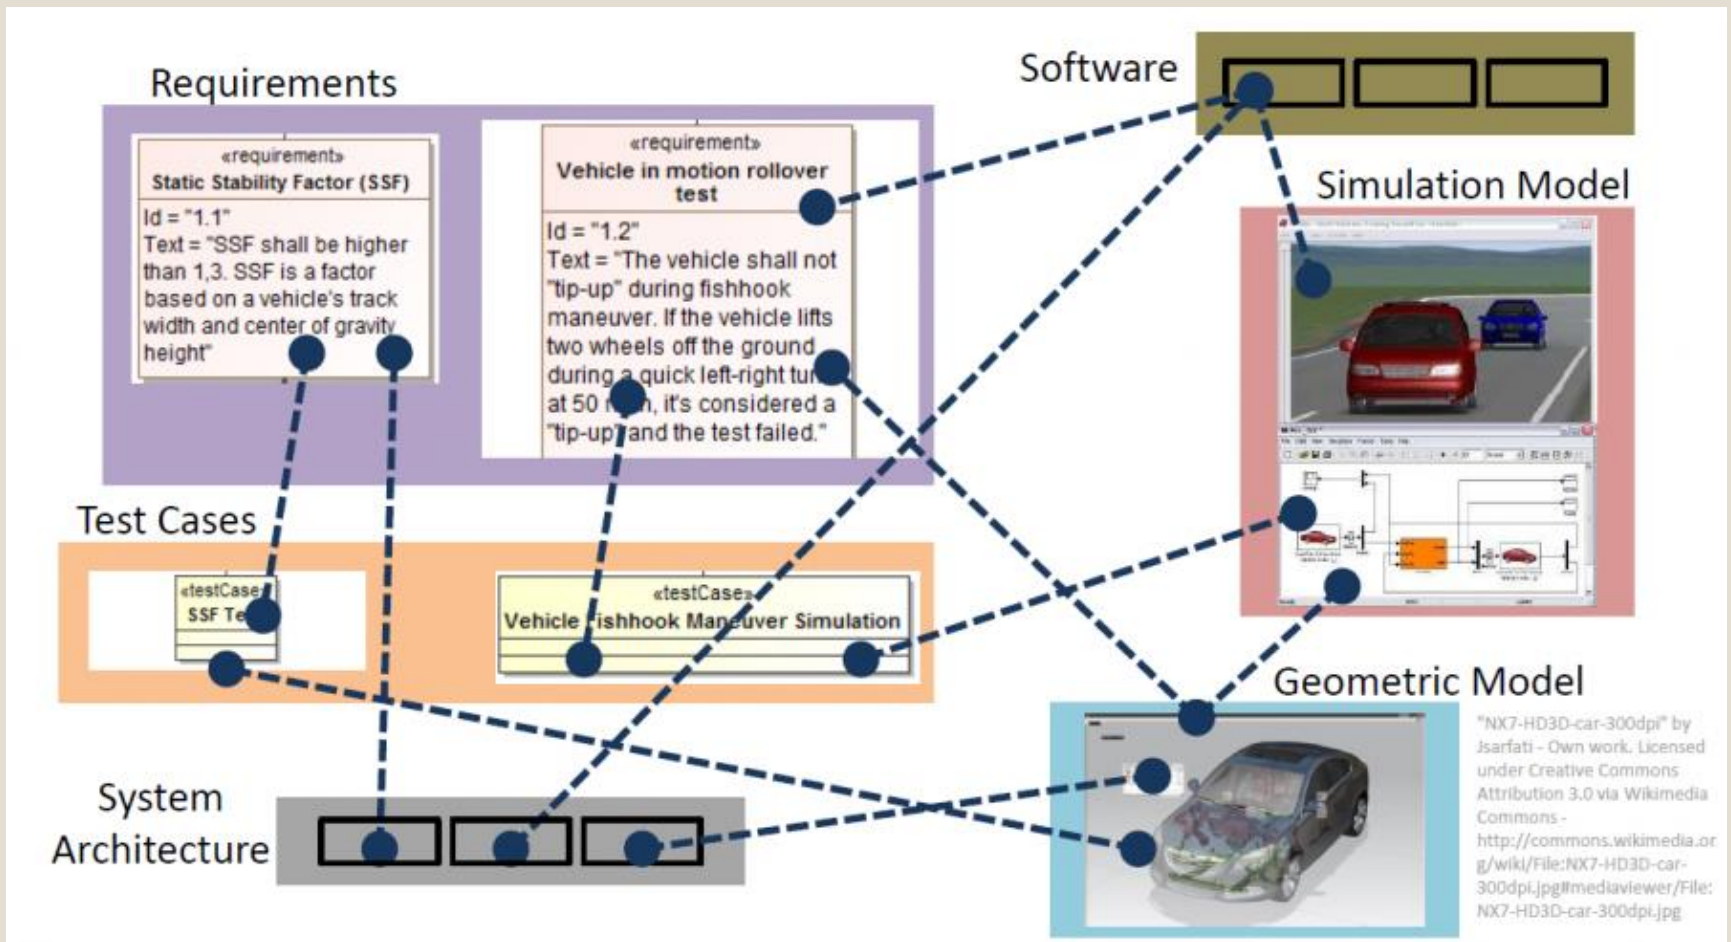 Requirements
«requirement»
Static Stability Factor (SSF)
Id = "1.1"
Text = "SSF shall be higher
than 1,3. SSF is a factor
based on a vehicle's track
width and center of gravity
height"
«requirement»
Vehicle in motion rollover
test
Id = "1.2"
Text = "The vehicle shall not
"tip-up" during fishhook
maneuver. If the vehicle lifts
two wheels off the ground
during a quick left-right
at 50 it's considered a
"tip-up" and the test failed."
Software
Simulation Model
Test Cases
«testCase»
SSF
«testCase»
Vehicle Fishhook Maneuver Simulation
System
Architecture
Geometric Model
"NX7-HD3D-car-300dpi" by
Jsarfati - Own work. Licensed
under Creative Commons
Attribution 3.0 via Wikimedia
Commons -
http://commons.wikimedia.or
g/wiki/File:NX7-HD3D-car-
300dpi.jpg#mediaviewer/File:
NX7-HD3D-car-300dpi.jpg